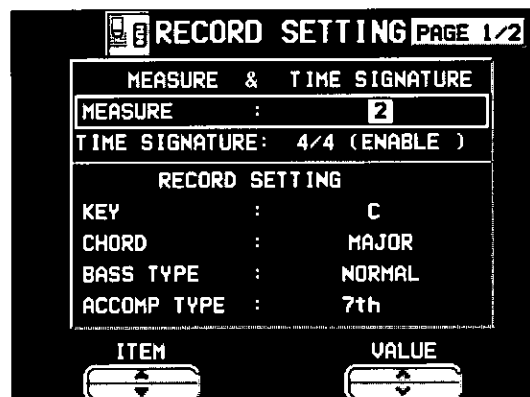 RECORD SETTING PAGE 1/2
MEASURE & TIME SIGNATURE
MEASURE : 2
TIME SIGNATURE: 4/4 (ENABLE )
RECORD SETTING
KEY : C
CHORD : MAJOR
BASS TYPE : NORMAL
ACCOMP TYPE : 7th
ITEM VALUE